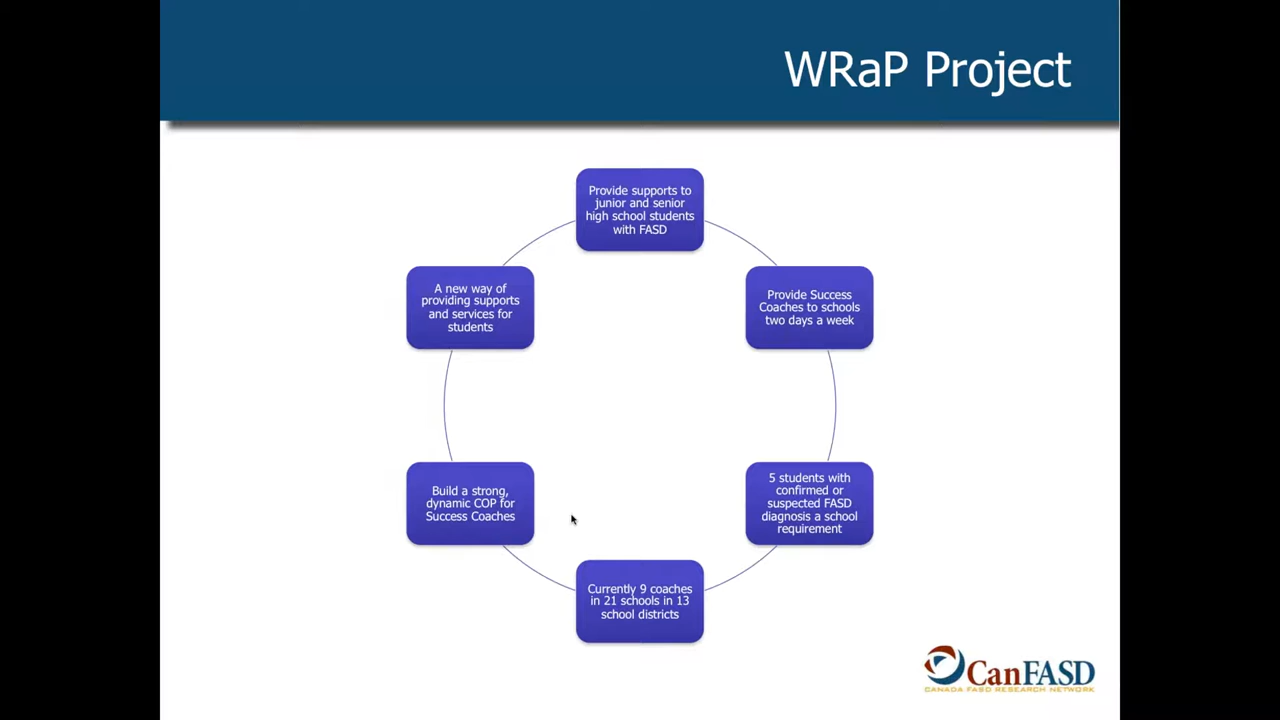 WRaP Project
Provide supports to
junior and senior
high school students
with FASD
Provide Success
Coaches to schools
two days a week
5 students with
confirmed or
suspected FASD
diagnosis a school
requirement
Currently 9 coaches
in 21 schools in 13
school districts
Build a strong,
dynamic COP for
Success Coaches
A new way of
providing supports
and services for
students
CanFASD
CANADA FASD RESEARCH NETWORK